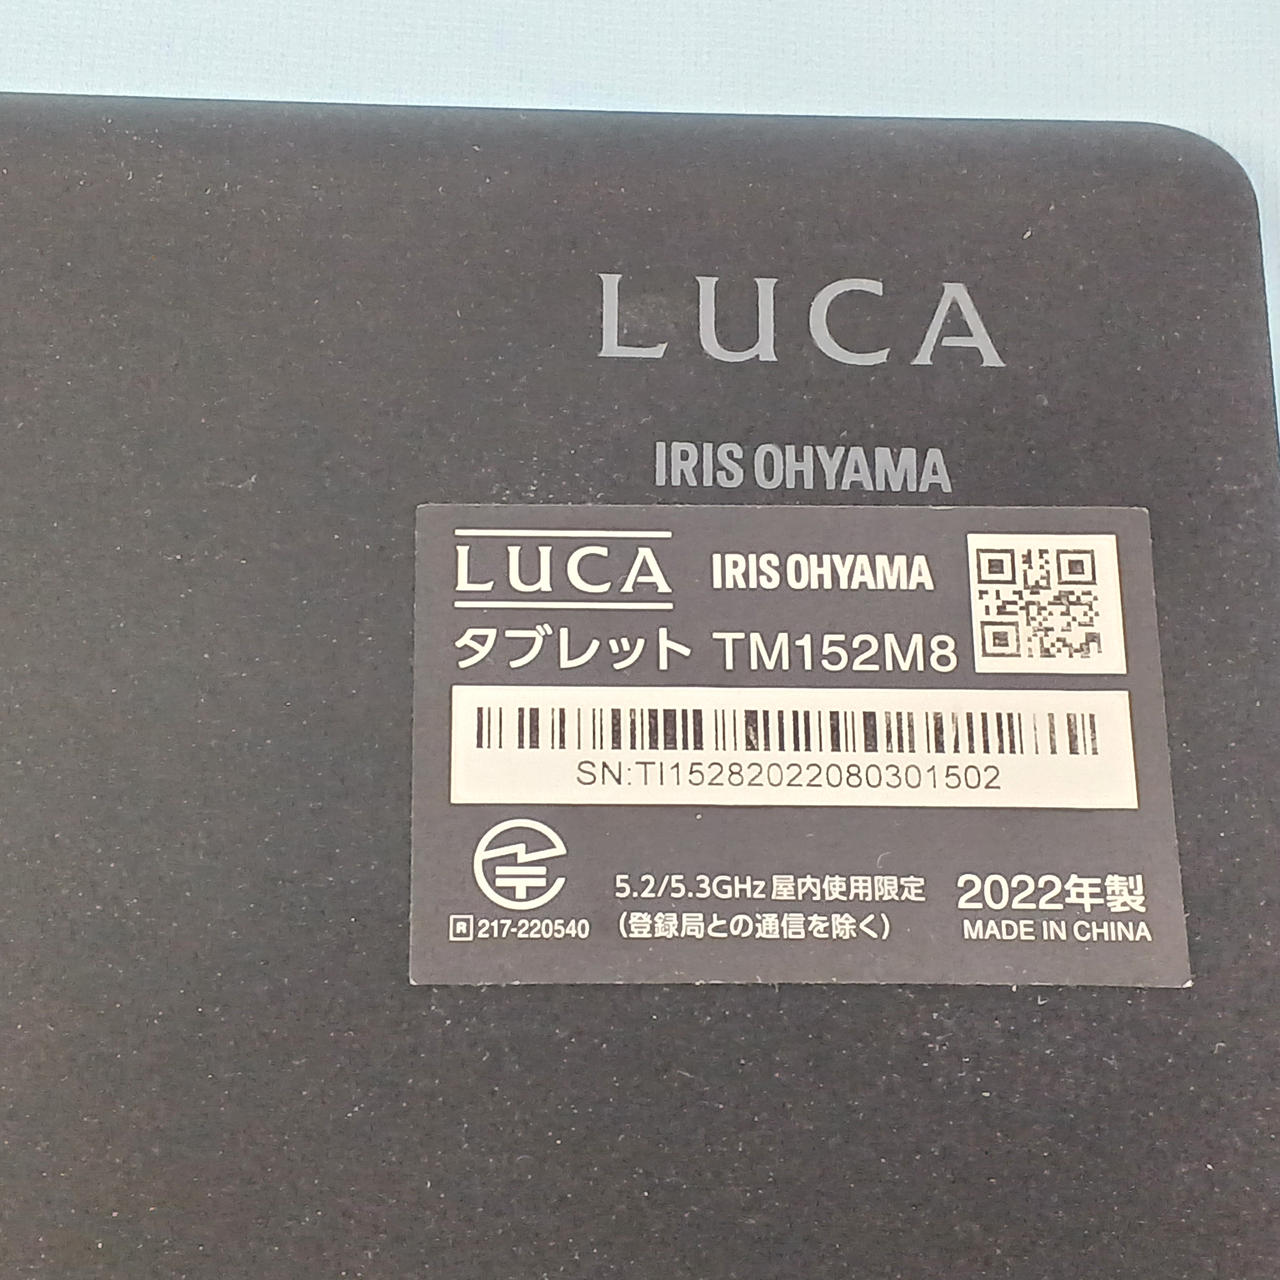 LUCA
IRIS OHYAMA
LUCA IRIS OHYAMA
タブレット TM152M8
SN:TI15282022080301502
R 217-220540
5.2/5.3GHz 屋内使用限定
(登録局との通信を除く)
2022年製
MADE IN CHINA